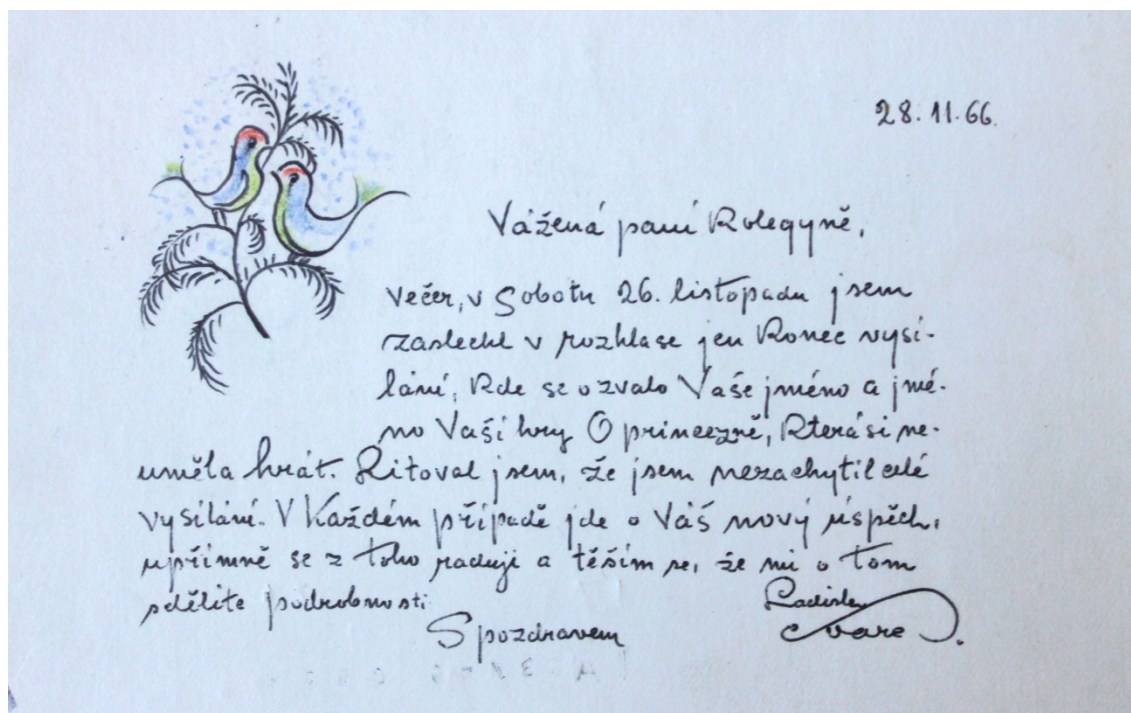 28.11.66.
Vážená paní Kolegyně,
večer, v Sobotu 26. listopadu jsem
zaslechl v rozhlase jen Konec vysí-
lání, Kde se ozvalo Vaše jméno a jmé-
no Vaší hry O princezně, Která si ne-
uměla hrát. Litoval jsem, že jsem nezachytil celé
vysílání. V Každém případě jde o Váš nový úspěch,
upřímně se z toho raduji a těším se, že mi o tom
sdělíte podrobnosti.
S pozdravem
Ladislav